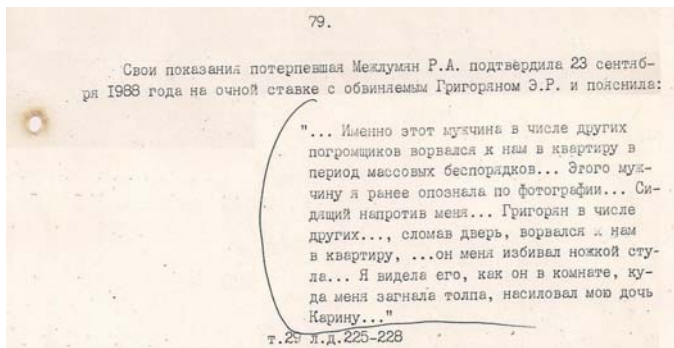 79.
Свои показания потерпевшая Межлумян Р.А. подтвердила 23 сентяб-
ря 1988 года на очной ставке с обвиняемым Григоряном Э.Р. и пояснила:
"... Именно этот мужчина в числе других
погромщиков ворвался к нам в квартиру в
период массовых беспорядков... Этого муж-
чину я ранее опознала по фотографии... Си-
дящий напротив меня... Григорян в числе
других..., сломав дверь, ворвался к нам
в квартиру, ...он меня избивал ножкой сту-
ла... Я видела его, как он в комнате, ку-
да меня загнала толпа, насиловал мою дочь
Карину..."
т.29 л.д.225-228